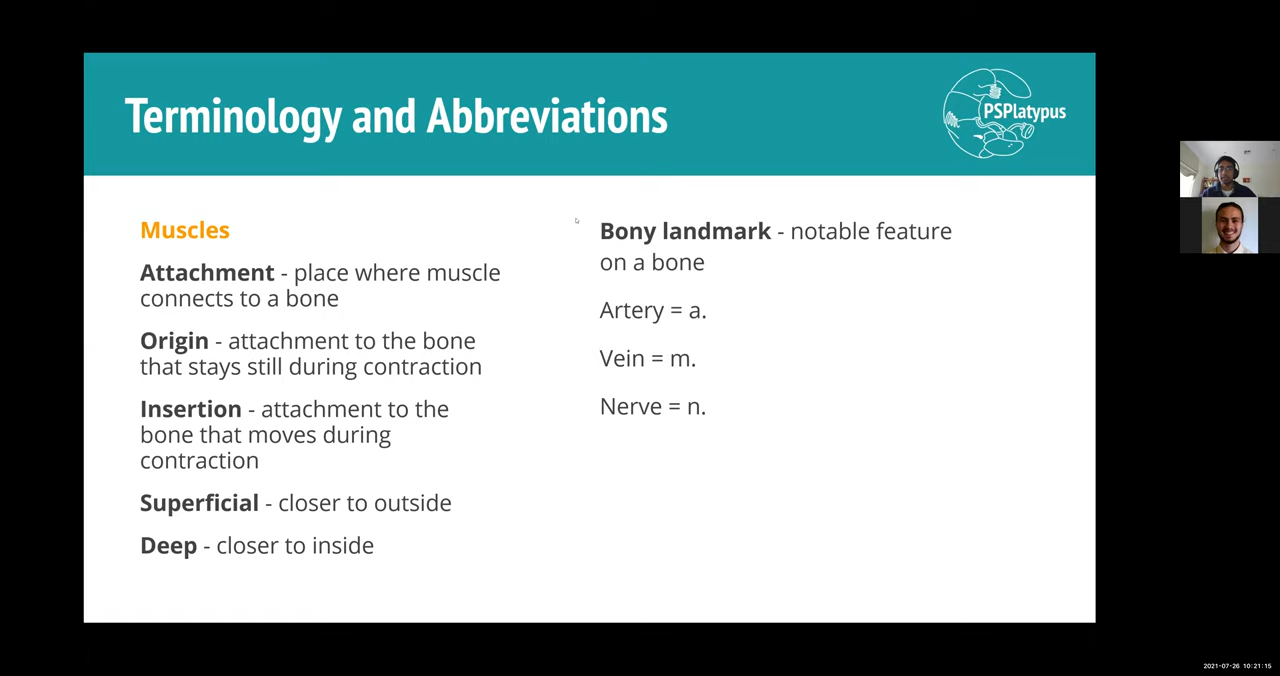 Terminology and Abbreviations
PSPlatypus
Muscles
Attachment - place where muscle
connects to a bone
Origin - attachment to the bone
that stays still during contraction
Insertion - attachment to the
bone that moves during
contraction
Superficial - closer to outside
Deep - closer to inside
Bony landmark - notable feature
on a bone
Artery = a.
Vein = m.
Nerve = n.
2021-07-26 10:21:15